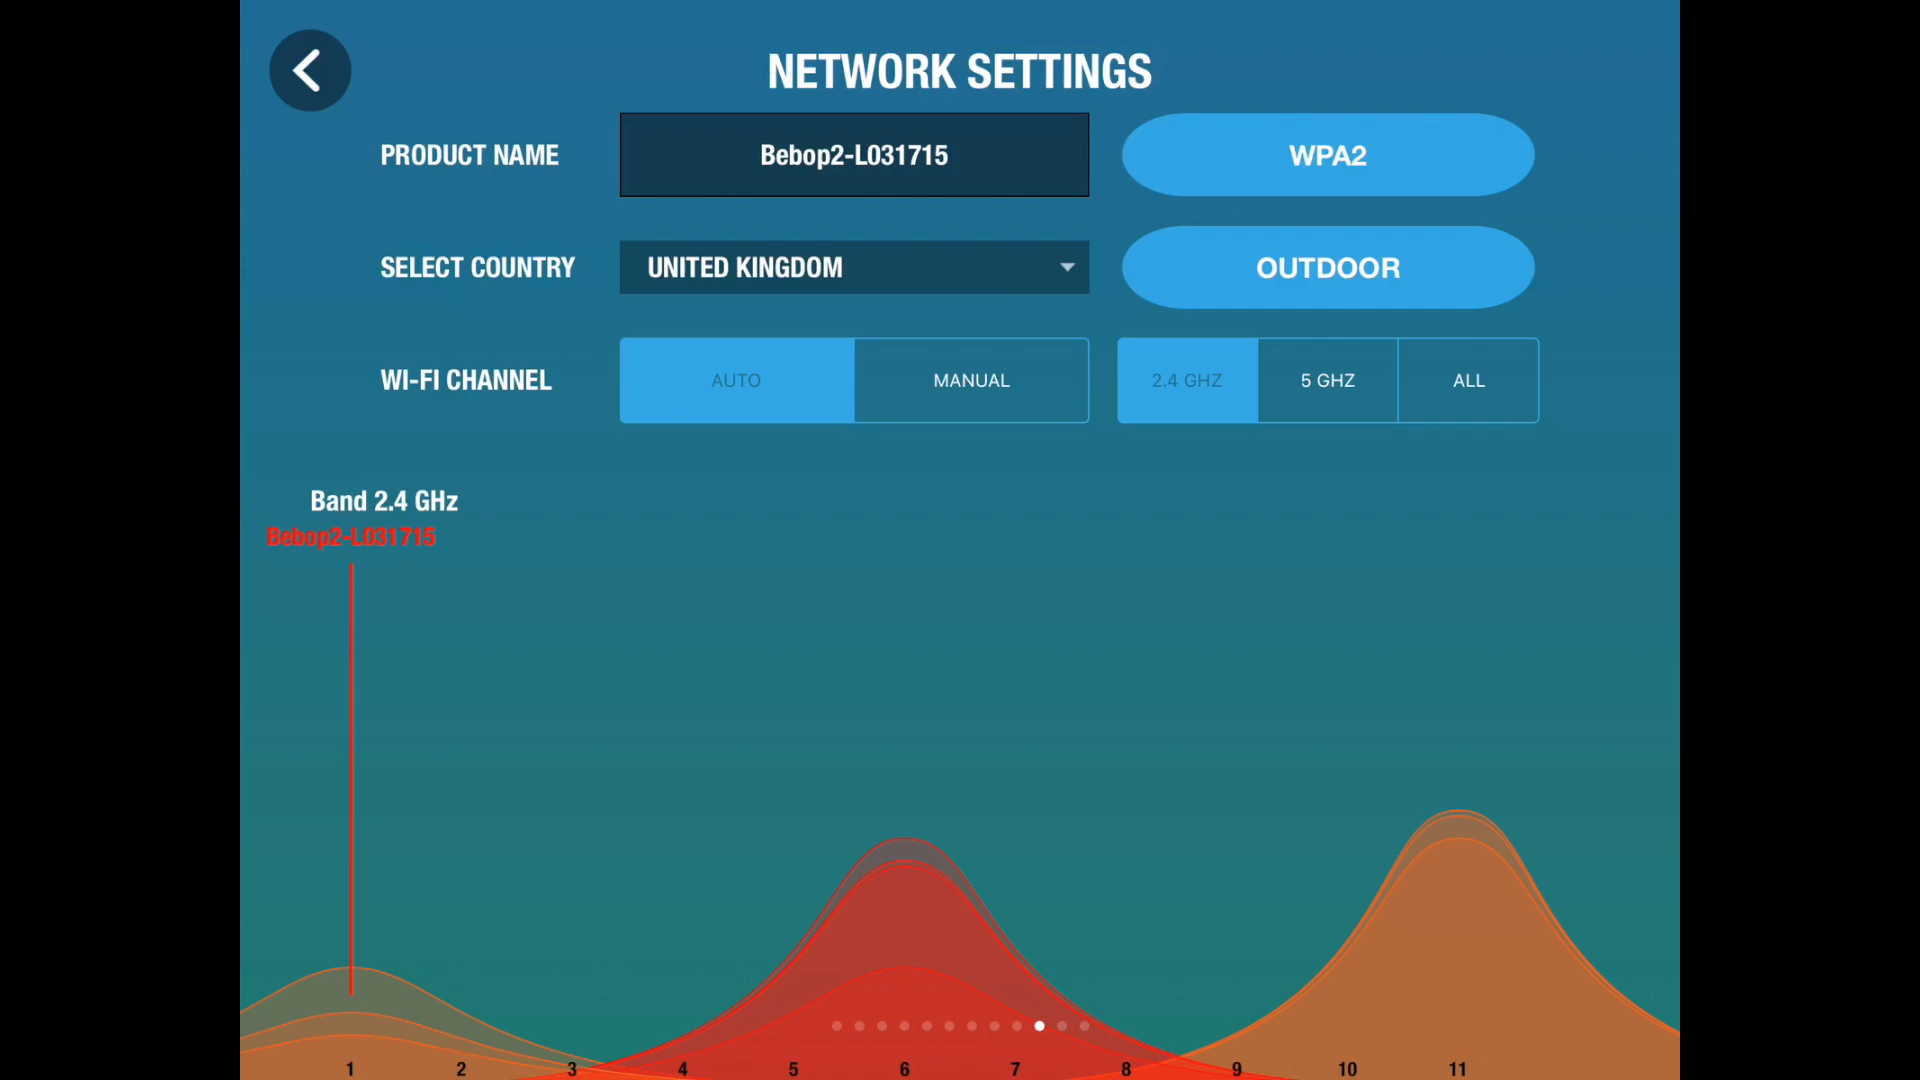 NETWORK SETTINGS
PRODUCT NAME
Bebop2-L031715
WPA2
SELECT COUNTRY
UNITED KINGDOM
OUTDOOR
WI-FI CHANNEL
AUTO
MANUAL
2.4 GHZ
5 GHZ
ALL
Band 2.4 GHz
Bebop2-L031715
1 2 3 4 5 6 7 8 9 10 11